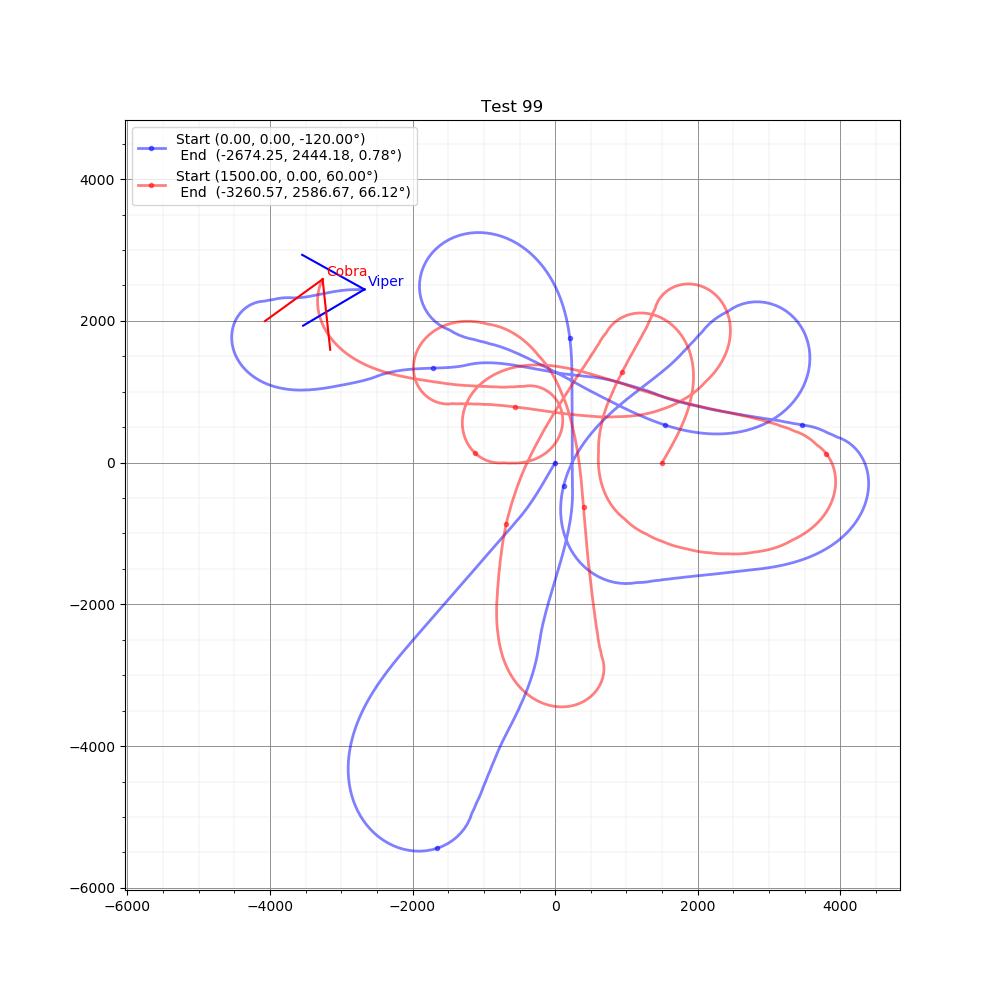 Test 99
Start (0.00, 0.00, -120.00°)
End  (-2674.25, 2444.18, 0.78°)
Start (1500.00, 0.00, 60.00°)
End  (-3260.57, 2586.67, 66.12°)
4000
2000
0
−2000
−4000
−6000
Cobra
Viper
−6000
−4000
−2000
0
2000
4000